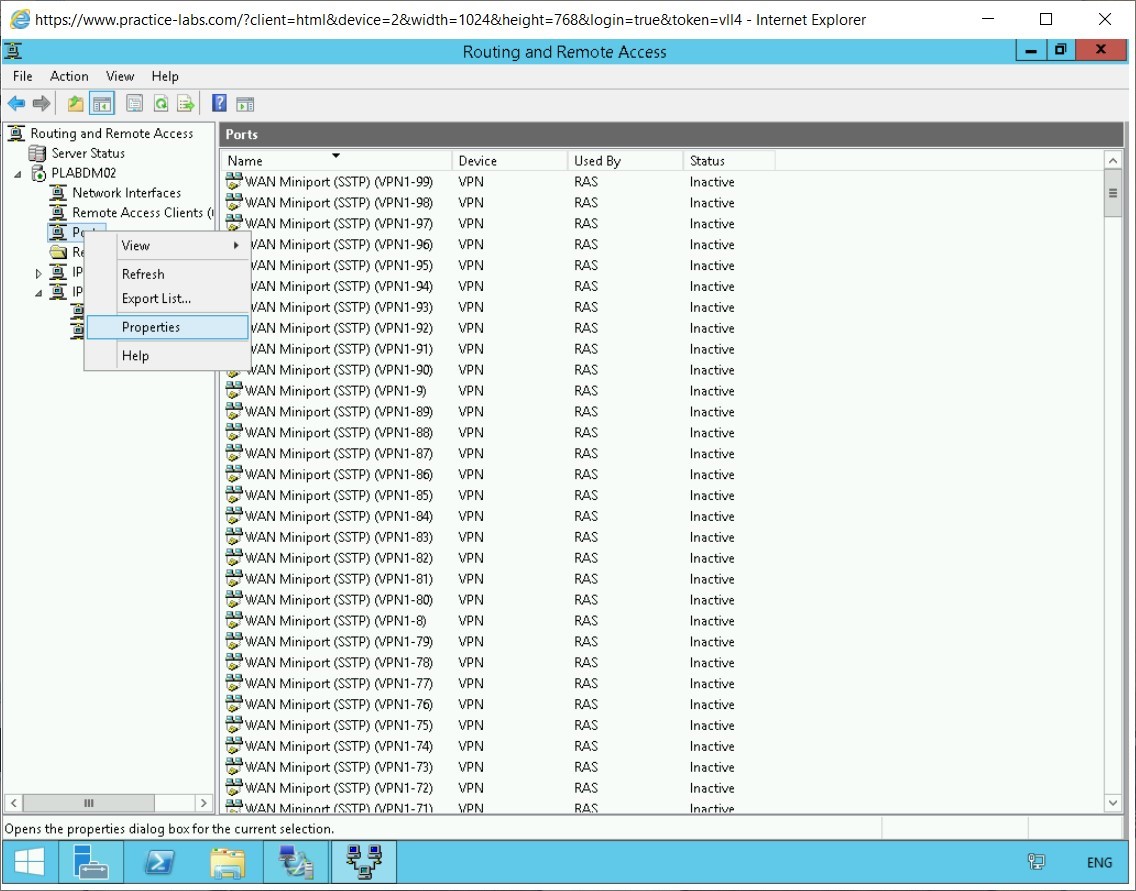 https://www.practice-labs.com/?client=html&device=2&width=1024&height=768&login=true&token=vll4 - Internet Explorer
Routing and Remote Access
File Action View Help
Routing and Remote Access
Server Status
PLABDM02
Network Interfaces
Remote Access Clients (
IP
IP
View
Refresh
Export List...
Properties
Help
Ports
Name Device Used By Status
WAN Miniport (SSTP) (VPN1-99) VPN RAS Inactive
WAN Miniport (SSTP) (VPN1-98) VPN RAS Inactive
WAN Miniport (SSTP) (VPN1-97) VPN RAS Inactive
WAN Miniport (SSTP) (VPN1-96) VPN RAS Inactive
WAN Miniport (SSTP) (VPN1-95) VPN RAS Inactive
WAN Miniport (SSTP) (VPN1-94) VPN RAS Inactive
WAN Miniport (SSTP) (VPN1-93) VPN RAS Inactive
WAN Miniport (SSTP) (VPN1-92) VPN RAS Inactive
WAN Miniport (SSTP) (VPN1-91) VPN RAS Inactive
WAN Miniport (SSTP) (VPN1-90) VPN RAS Inactive
WAN Miniport (SSTP) (VPN1-9) VPN RAS Inactive
WAN Miniport (SSTP) (VPN1-89) VPN RAS Inactive
WAN Miniport (SSTP) (VPN1-88) VPN RAS Inactive
WAN Miniport (SSTP) (VPN1-87) VPN RAS Inactive
WAN Miniport (SSTP) (VPN1-86) VPN RAS Inactive
WAN Miniport (SSTP) (VPN1-85) VPN RAS Inactive
WAN Miniport (SSTP) (VPN1-84) VPN RAS Inactive
WAN Miniport (SSTP) (VPN1-83) VPN RAS Inactive
WAN Miniport (SSTP) (VPN1-82) VPN RAS Inactive
WAN Miniport (SSTP) (VPN1-81) VPN RAS Inactive
WAN Miniport (SSTP) (VPN1-80) VPN RAS Inactive
WAN Miniport (SSTP) (VPN1-8) VPN RAS Inactive
WAN Miniport (SSTP) (VPN1-79) VPN RAS Inactive
WAN Miniport (SSTP) (VPN1-78) VPN RAS Inactive
WAN Miniport (SSTP) (VPN1-77) VPN RAS Inactive
WAN Miniport (SSTP) (VPN1-76) VPN RAS Inactive
WAN Miniport (SSTP) (VPN1-75) VPN RAS Inactive
WAN Miniport (SSTP) (VPN1-74) VPN RAS Inactive
WAN Miniport (SSTP) (VPN1-73) VPN RAS Inactive
WAN Miniport (SSTP) (VPN1-72) VPN RAS Inactive
WAN Miniport (SSTP) (VPN1-71) VPN RAS Inactive
Opens the properties dialog box for the current selection.
ENG